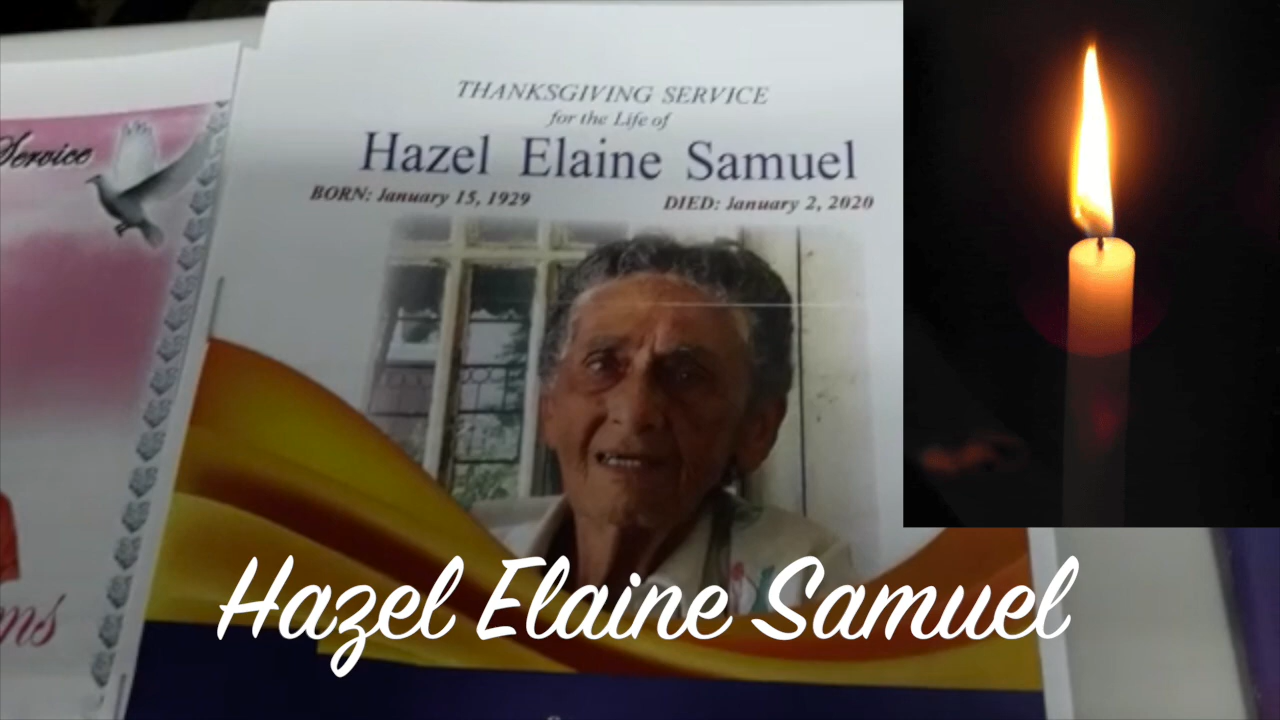 Service
THANKSGIVING SERVICE
for the Life of
Hazel Elaine Samuel
BORN: January 15, 1929 DIED: January 2, 2020
Hazel Elaine Samuel